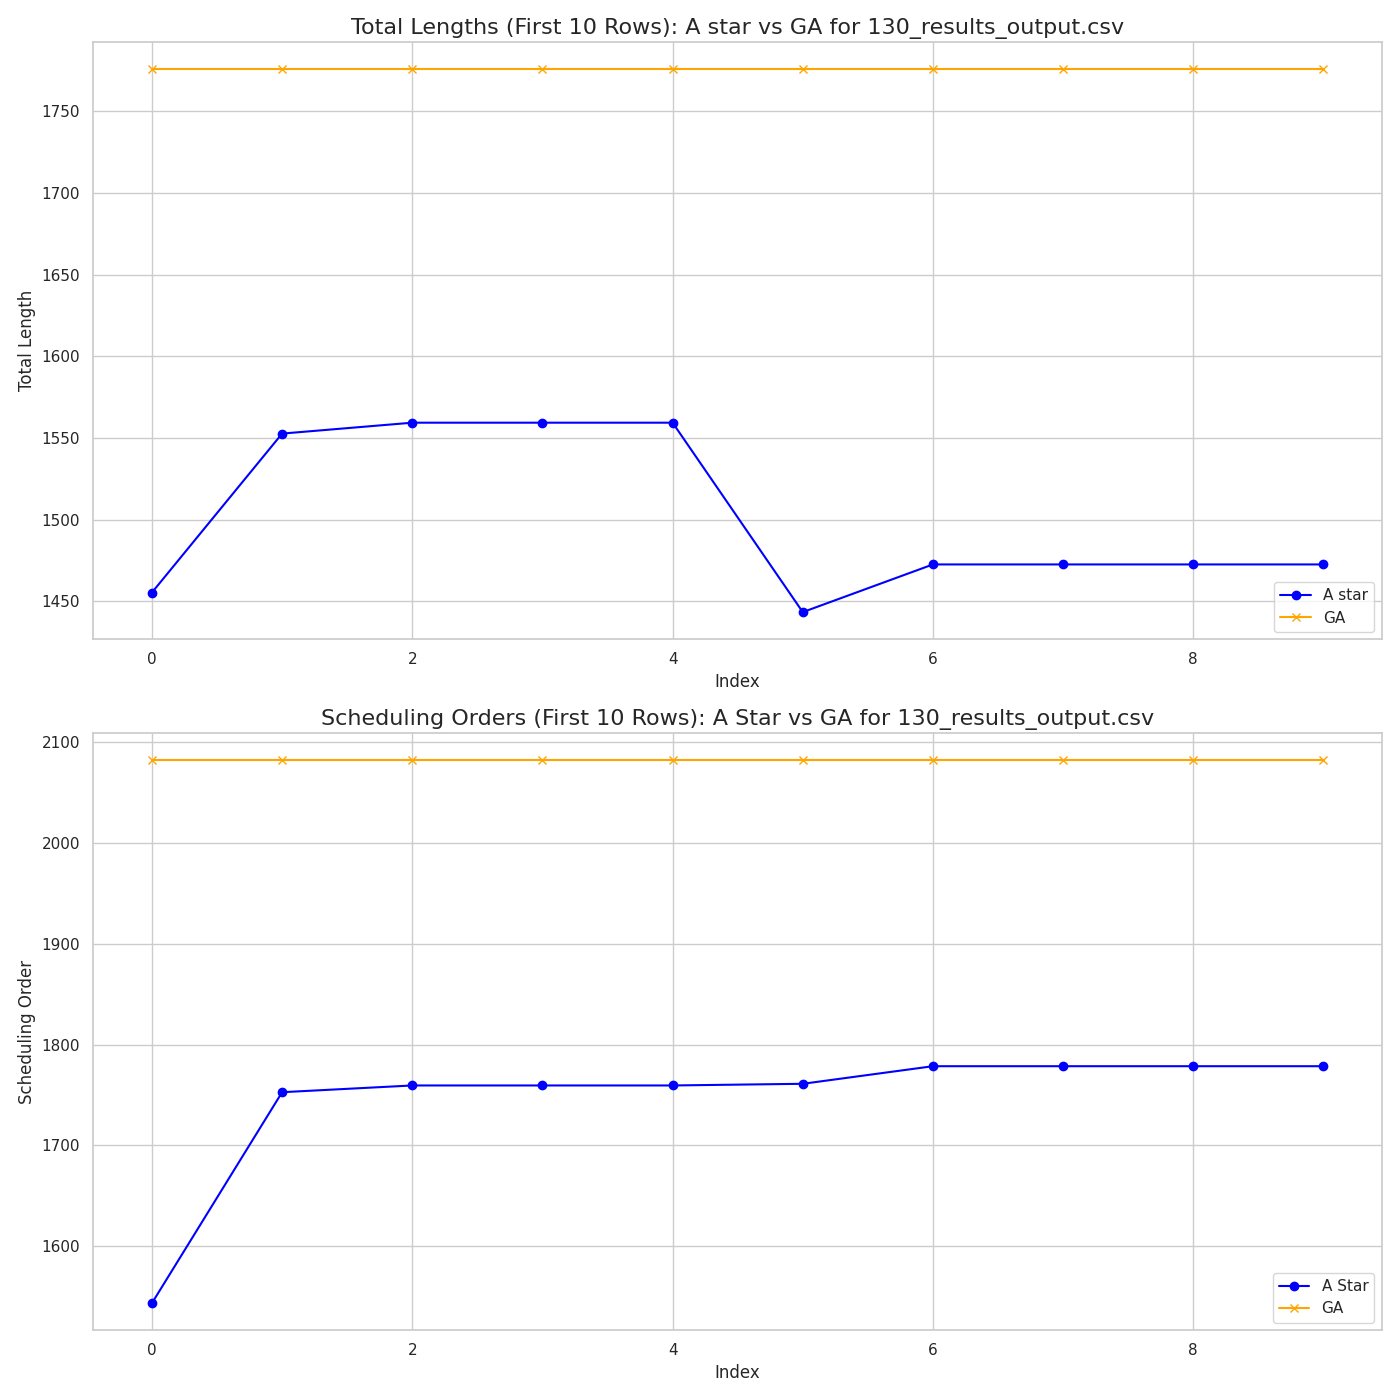 Total Lengths (First 10 Rows): A star vs GA for 130_results_output.csv
Total Length
1750
1700
1650
1600
1550
1500
1450
0 2 4 6 8
Index
A star
GA
Scheduling Orders (First 10 Rows): A Star vs GA for 130_results_output.csv
Scheduling Order
2100
2000
1900
1800
1700
1600
0 2 4 6 8
Index
A Star
GA